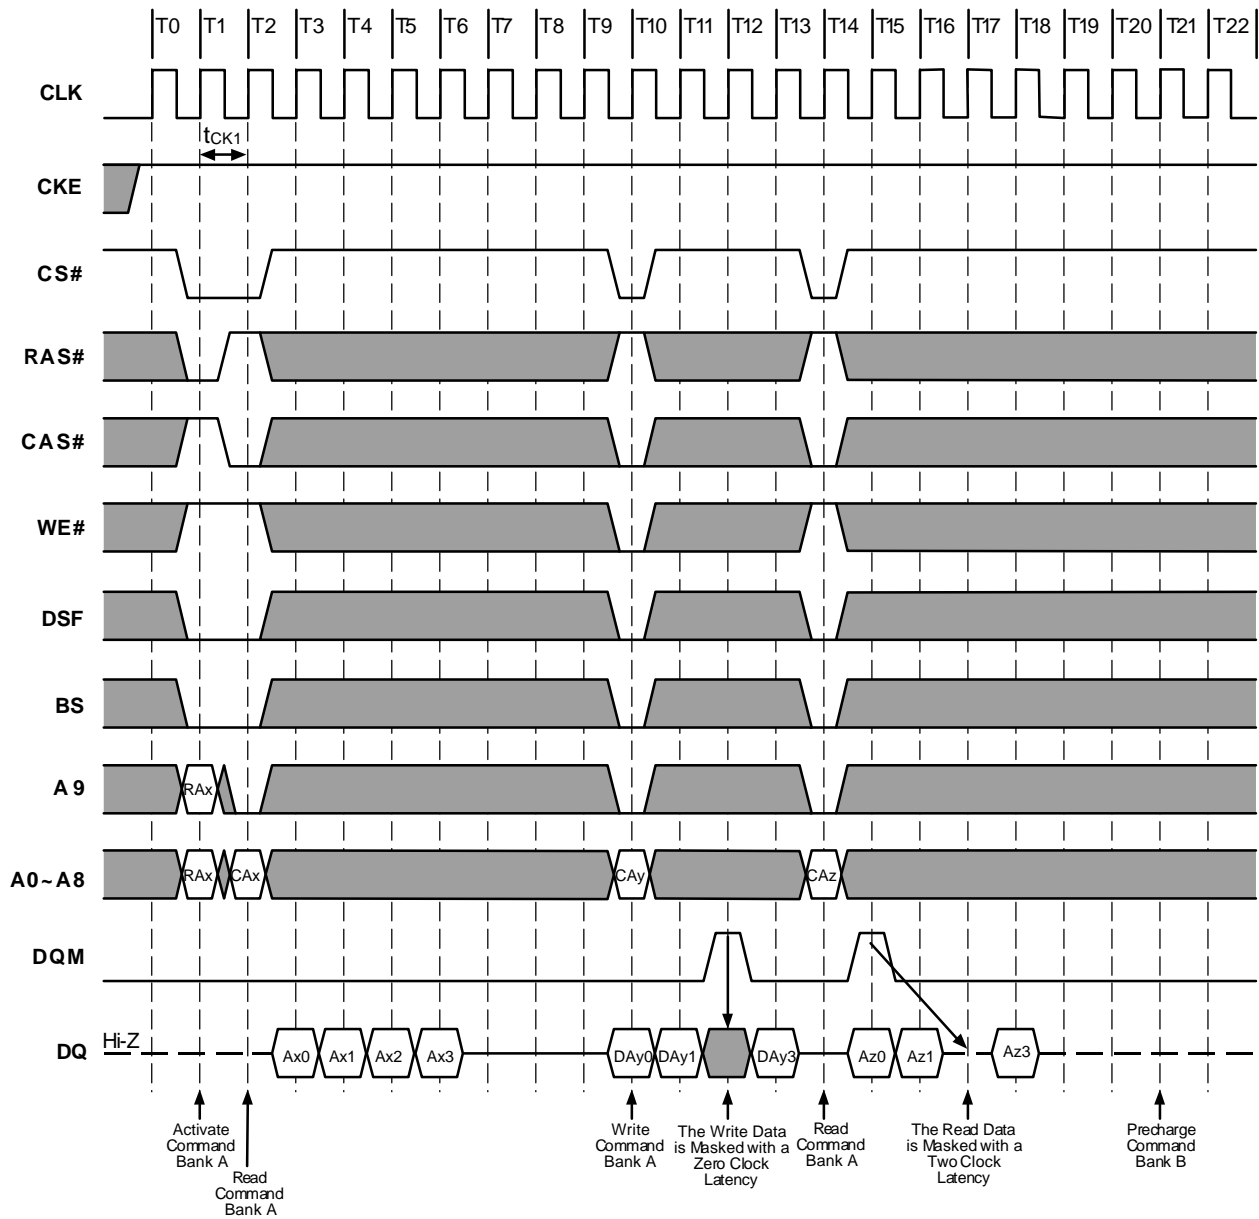 T0 T1 T2 T3 T4 T5 T6 T7 T8 T9 T10 T11 T12 T13 T14 T15 T16 T17 T18 T19 T20 T21 T22
CLK
tCK1
CKE
CS#
RAS#
CAS#
WE#
DSF
BS
A9
RAx
A0~A8
RAx CAx CAy CAz
DQM
DQ
Hi-Z
Ax0 Ax1 Ax2 Ax3 DAy0 DAy1 DAy3 Az0 Az1 Az3
Activate
Command
Bank A
Read
Command
Bank A
Write
Command
Bank A
The Write Data
is Masked with a
Zero Clock
Latency
Read
Command
Bank A
The Read Data
is Masked with a
Two Clock
Latency
Precharge
Command
Bank B